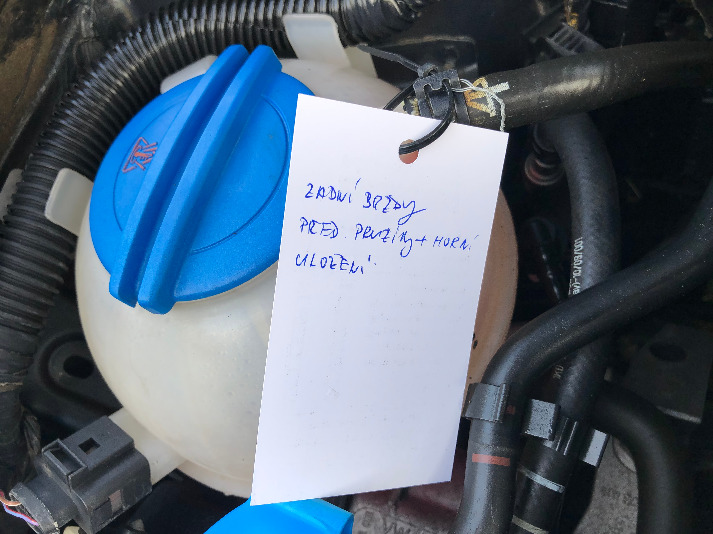 ZADNÍ BRZDY
PŘED. PRUŽINY + HORNÍ
ULOŽENÍ